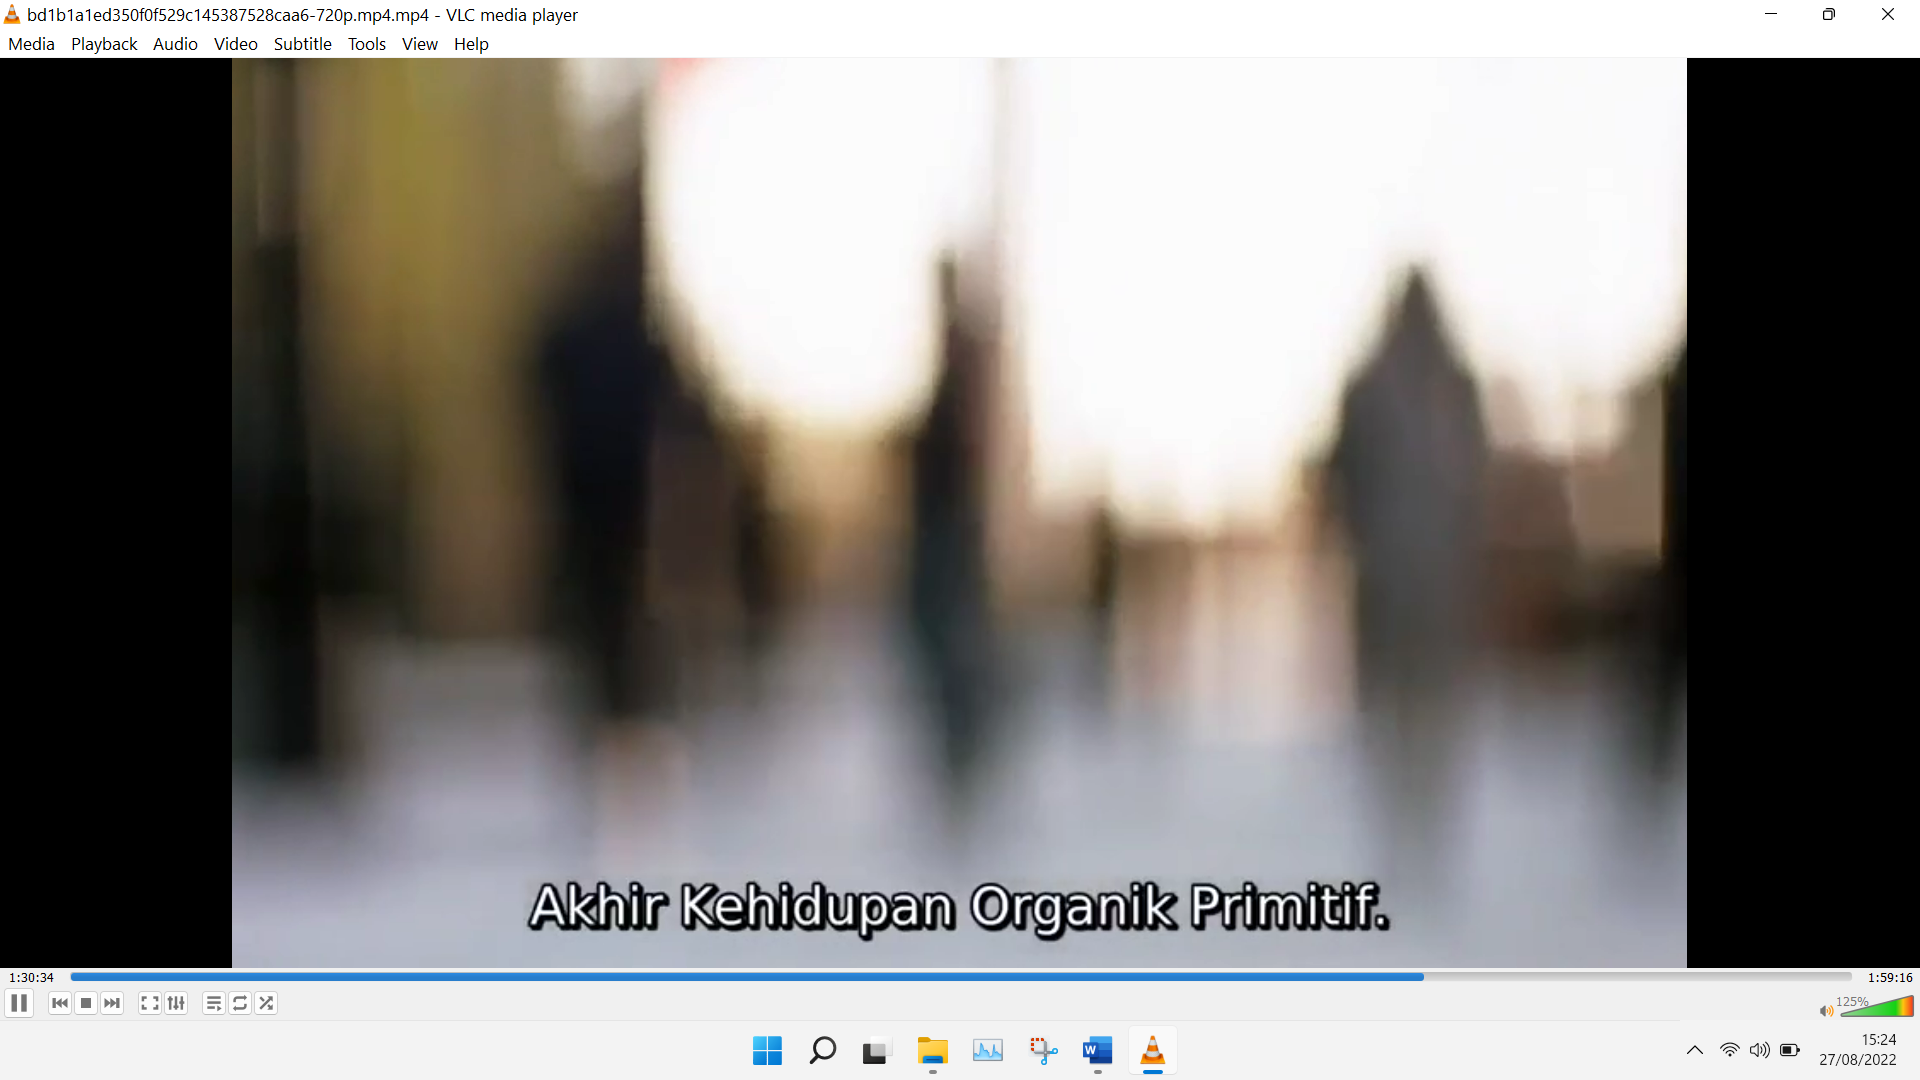 bd1b1a1ed350f0f529c145387528caa6-720p.mp4.mp4 - VLC media player
Media Playback Audio Video Subtitle Tools View Help
Akhir Kehidupan Organik Primitif.
1:30:34 1:59:16
125%
W
15:24
27/08/2022